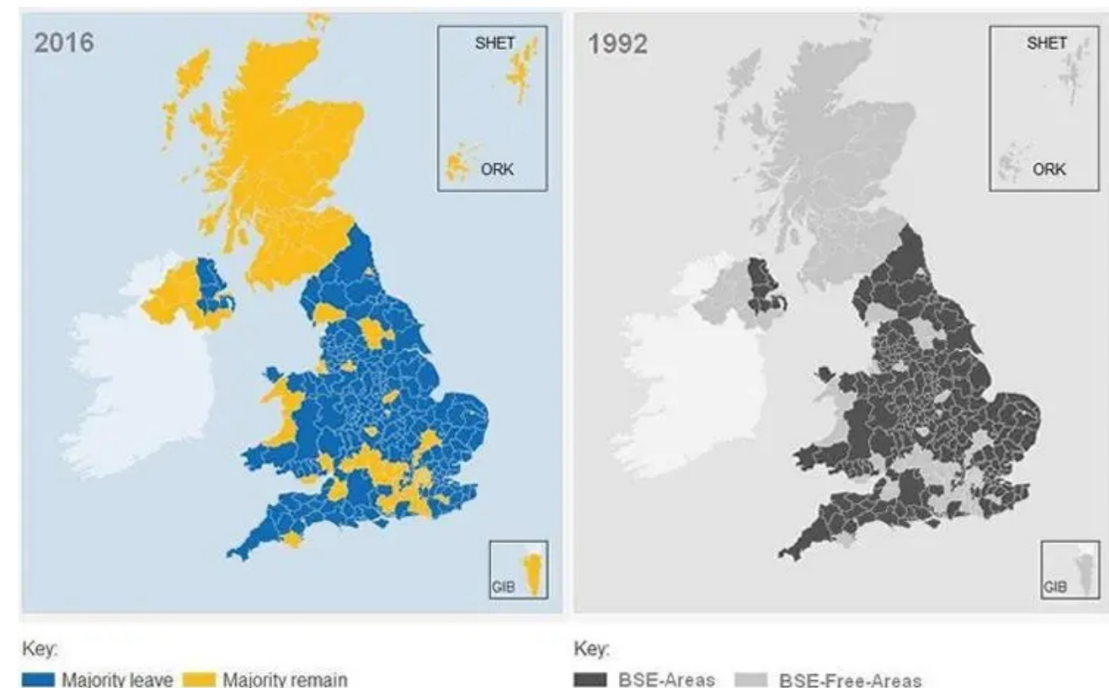 2016
SHET
ORK
GIB
Key:
Majority leave
Majority remain
1992
SHET
ORK
GIB
Key:
BSE-Areas
BSE-Free-Areas